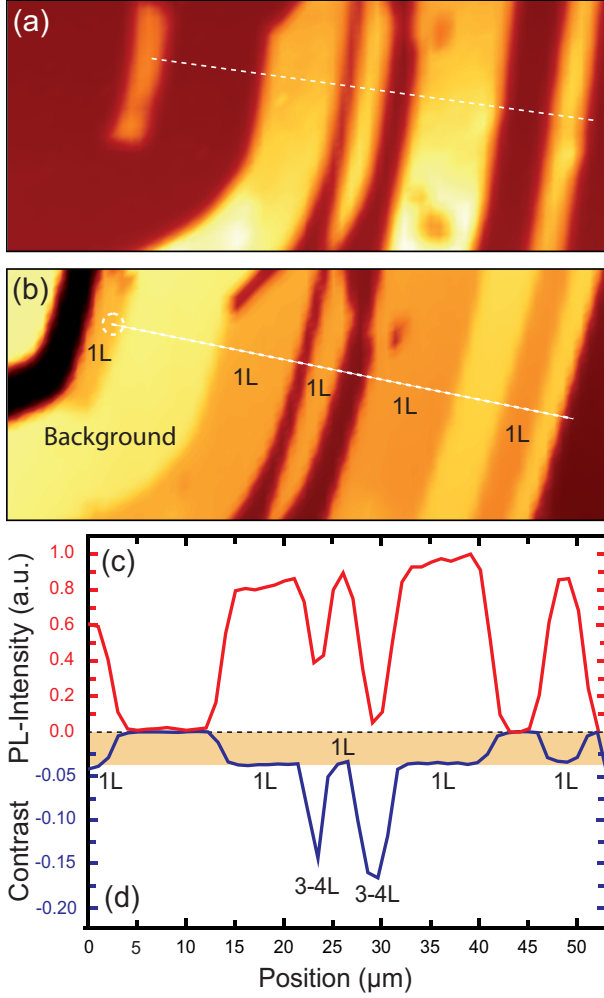 (a)
(b)
1L
1L
1L
1L
1L
Background
(c)
PL-Intensity (a.u.)
1.0
0.8
0.6
0.4
0.2
0.0
1L
1L
1L
1L
1L
Contrast
-0.05
-0.10
-0.15
-0.20
3-4L
3-4L
(d)
0 5 10 15 20 25 30 35 40 45 50
Position (μm)